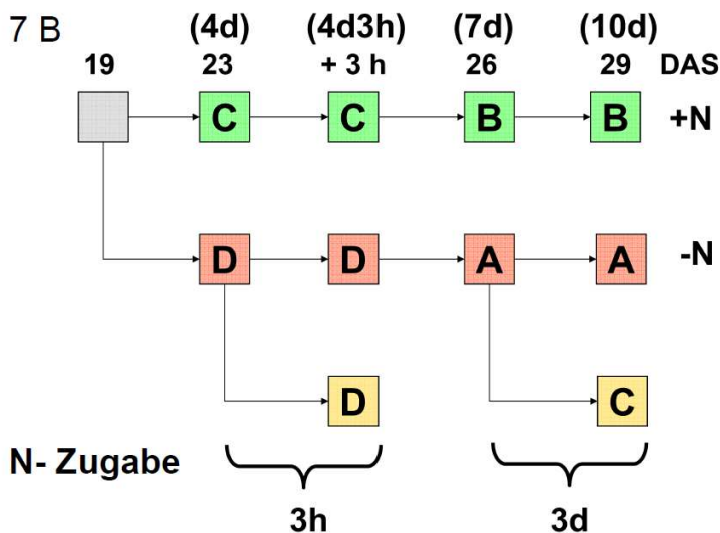 7 B (4d) (4d3h) (7d) (10d)
19 23 + 3 h 26 29 DAS
C C B B +N
D D A A -N
D C
N- Zugabe
3h 3d